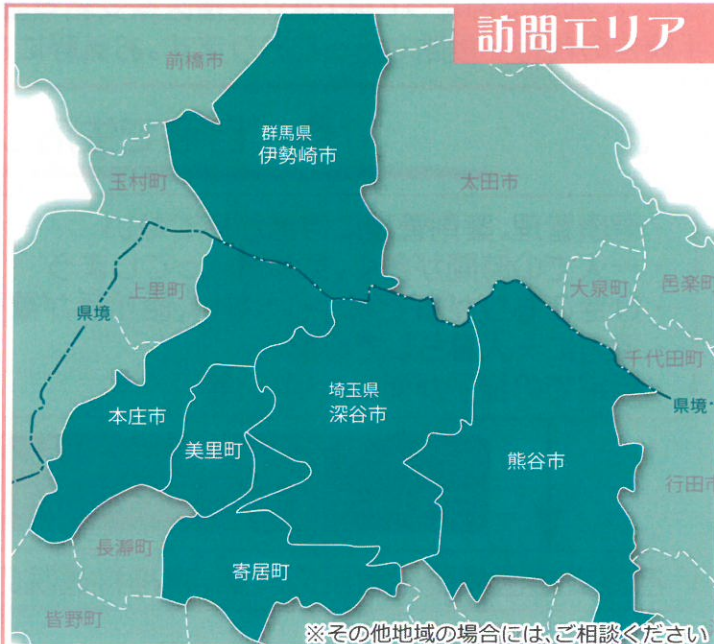 訪問エリア
前橋市
群馬県
伊勢崎市
玉村町
太田市
上里町
大泉町
邑楽町
県境
千代田町
埼玉県
深谷市
県境
本庄市
美里町
熊谷市
行田市
長瀞町
寄居町
皆野町
※その他地域の場合には、ご相談ください